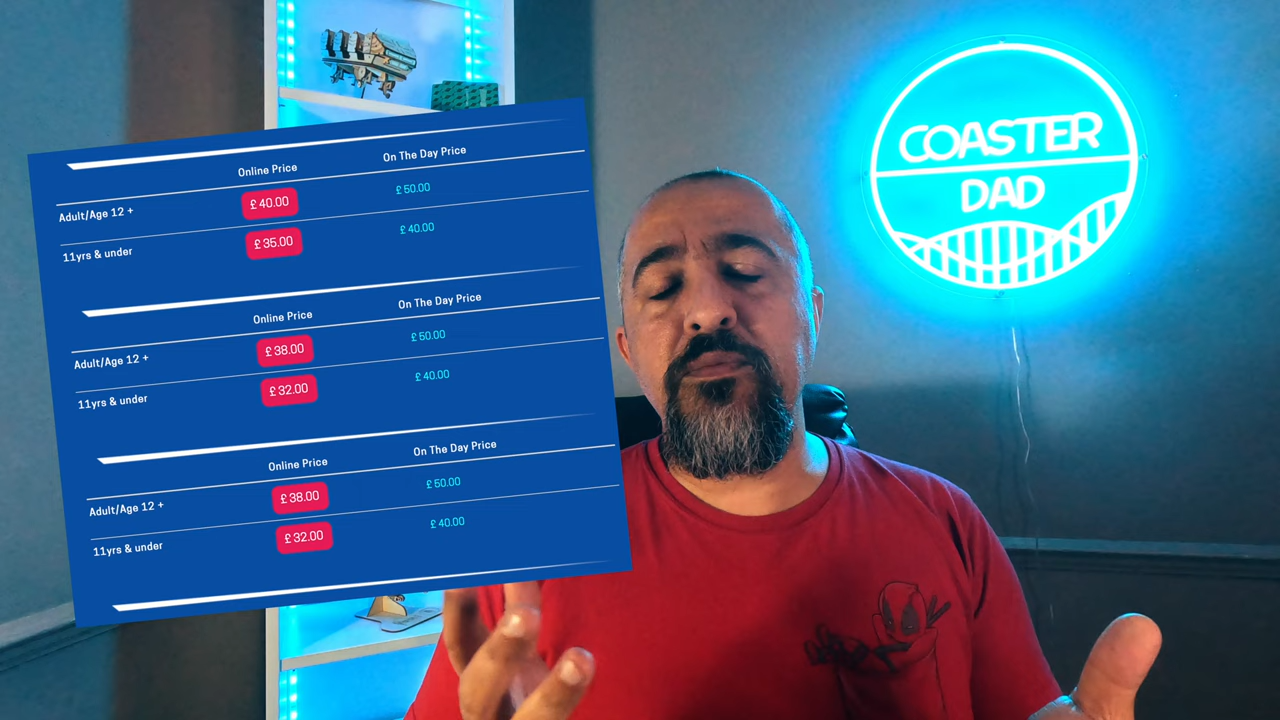 Online Price On The Day Price
Adult/Age 12 + £ 40.00 £ 50.00
11yrs & under £ 35.00 £ 40.00
Online Price On The Day Price
Adult/Age 12 + £ 38.00 £ 50.00
11yrs & under £ 32.00 £ 40.00
Online Price On The Day Price
Adult/Age 12 + £ 38.00 £ 50.00
11yrs & under £ 32.00 £ 40.00
COASTER
DAD